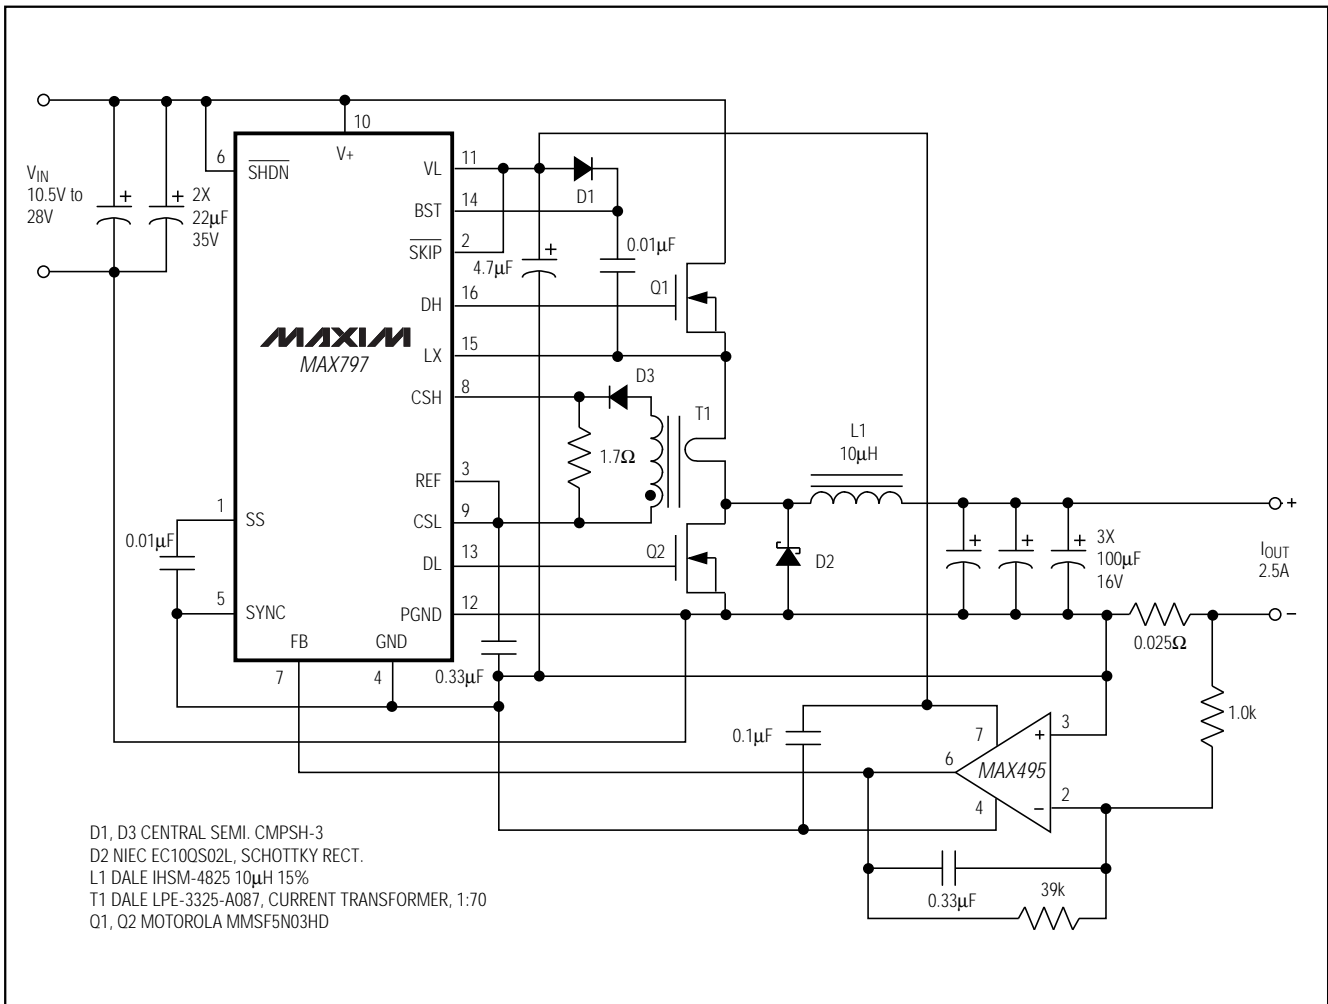 VIN
10.5V to
28V
2X
22µF
35V
6
SHDN
10
V+
VL
11
BST
14
SKIP
2
DH
16
MAXIM
MAX797
LX
15
CSH
8
REF
3
CSL
9
DL
13
PGND
12
1
SS
0.01µF
5
SYNC
FB
GND
7
4
D1
4.7µF
0.01µF
Q1
D3
T1
1.7Ω
Q2
D2
L1
10µH
3X
100µF
16V
+
IOUT
2.5A
−
0.025Ω
0.33µF
1.0k
0.1µF
7
3
+
6
MAX495
4
2
−
0.33µF
39k
D1, D3 CENTRAL SEMI. CMPSH-3
D2 NIEC EC10QS02L, SCHOTTKY RECT.
L1 DALE IHSM-4825 10µH 15%
T1 DALE LPE-3325-A087, CURRENT TRANSFORMER, 1:70
Q1, Q2 MOTOROLA MMSF5N03HD